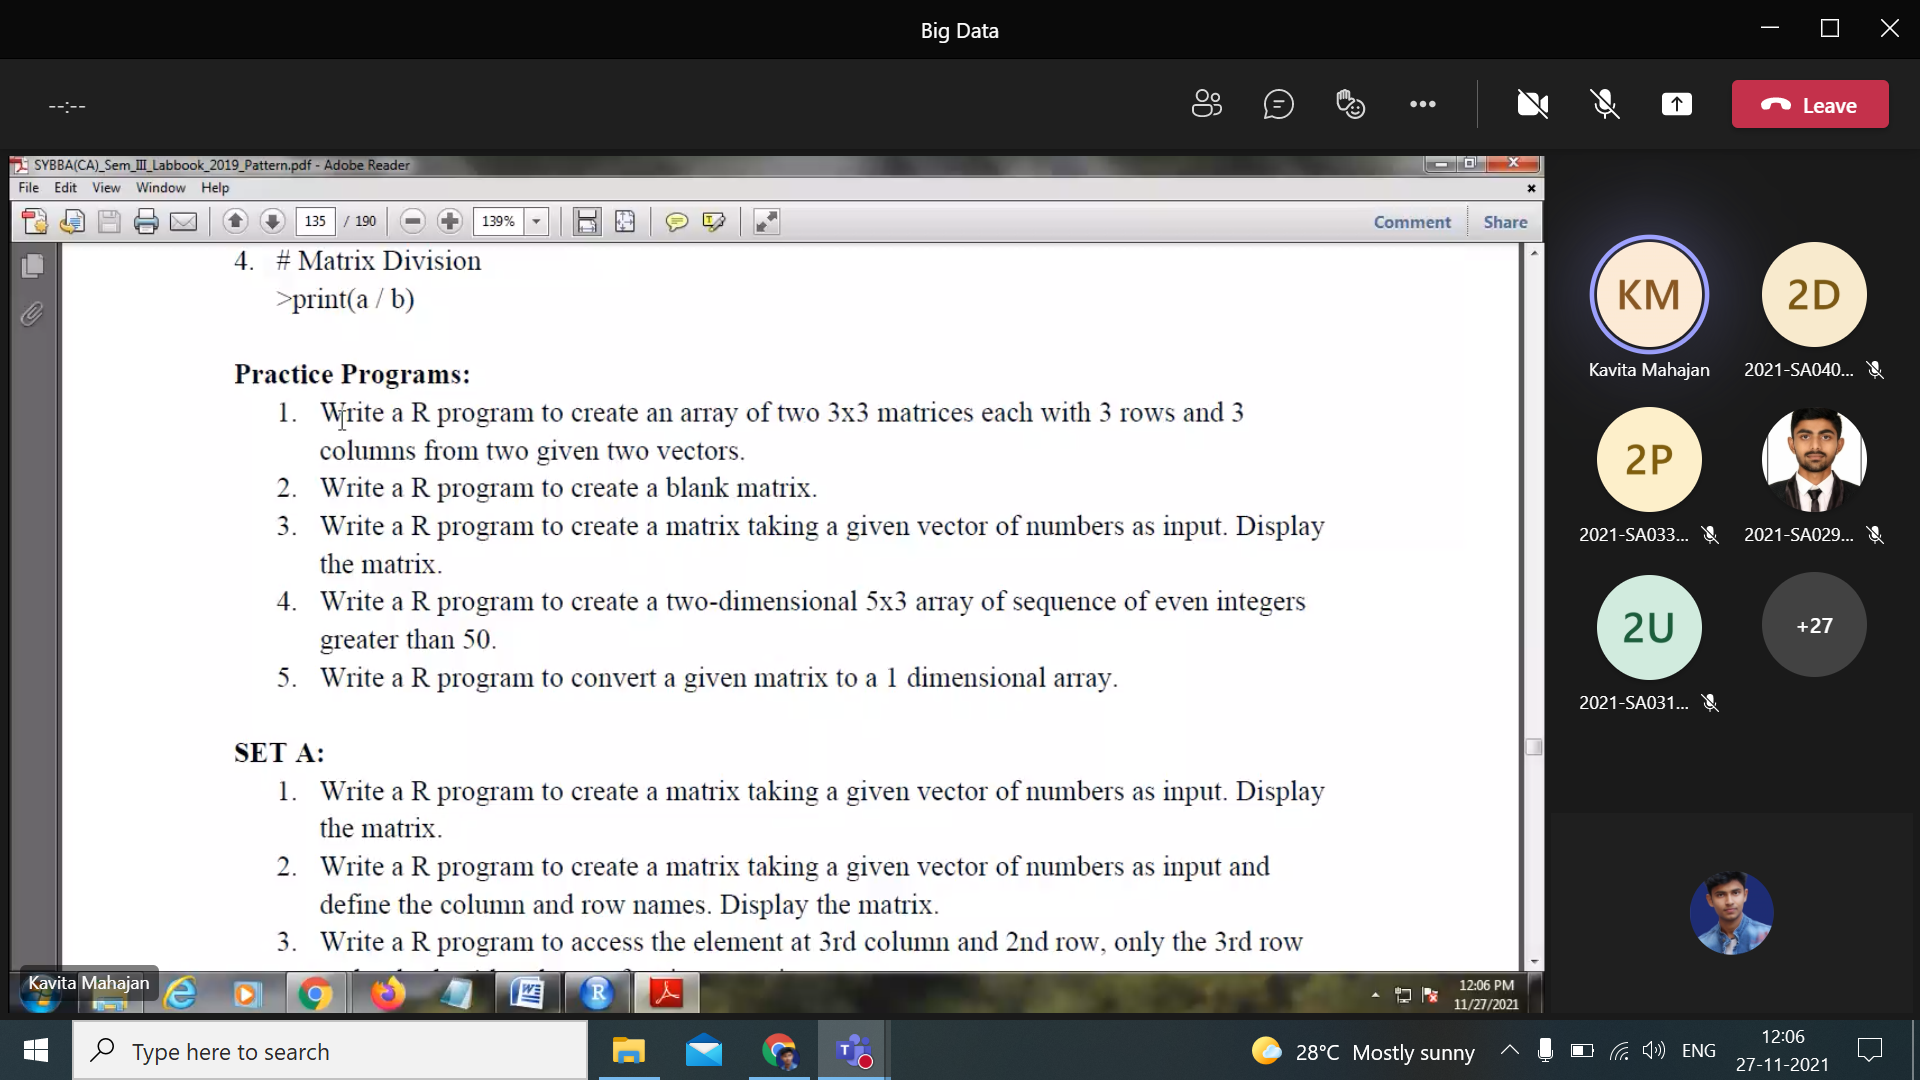 Big Data
--:--
Leave
SYBBA(CA)_Sem_III_Labbook_2019_Pattern.pdf - Adobe Reader
File Edit View Window Help
135 / 190 139% Comment Share
4. # Matrix Division
>print(a / b)
Practice Programs:
1. Write a R program to create an array of two 3x3 matrices each with 3 rows and 3
columns from two given two vectors.
2. Write a R program to create a blank matrix.
3. Write a R program to create a matrix taking a given vector of numbers as input. Display
the matrix.
4. Write a R program to create a two-dimensional 5x3 array of sequence of even integers
greater than 50.
5. Write a R program to convert a given matrix to a 1 dimensional array.
SET A:
1. Write a R program to create a matrix taking a given vector of numbers as input. Display
the matrix.
2. Write a R program to create a matrix taking a given vector of numbers as input and
define the column and row names. Display the matrix.
3. Write a R program to access the element at 3rd column and 2nd row, only the 3rd row
KM 2D
Kavita Mahajan 2021-SA040...
2P
2021-SA033... 2021-SA029...
2U +27
2021-SA031...
Kavita Mahajan
12:06 PM
11/27/2021
Type here to search
28°C Mostly sunny
ENG
12:06
27-11-2021